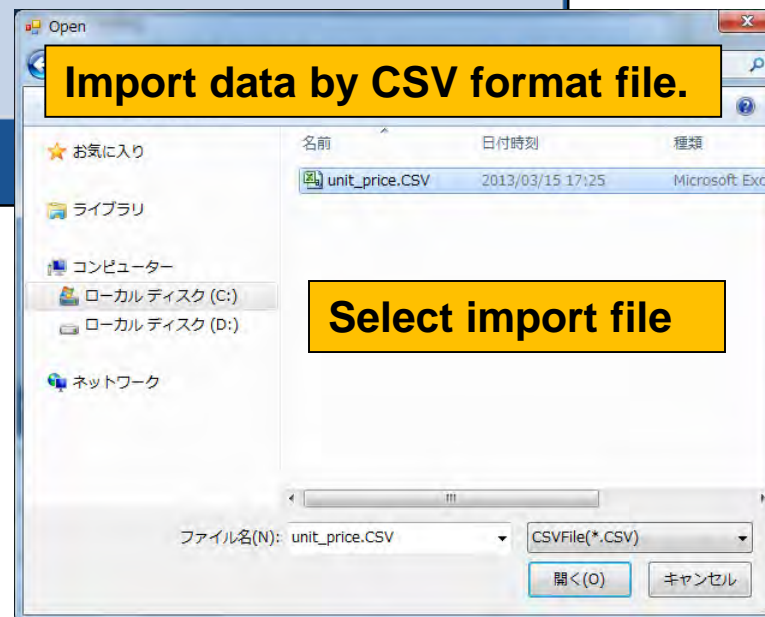 Open
Import data by CSV format file.
名前 日付時刻 種類
お気に入り
unit_price.CSV 2013/03/15 17:25 Microsoft Exc
ライブラリ
コンピューター
ローカル ディスク (C:)
ローカル ディスク (D:)
Select import file
ネットワーク
ファイル名(N): unit_price.CSV CSVFile(*.CSV)
開く(O) キャンセル